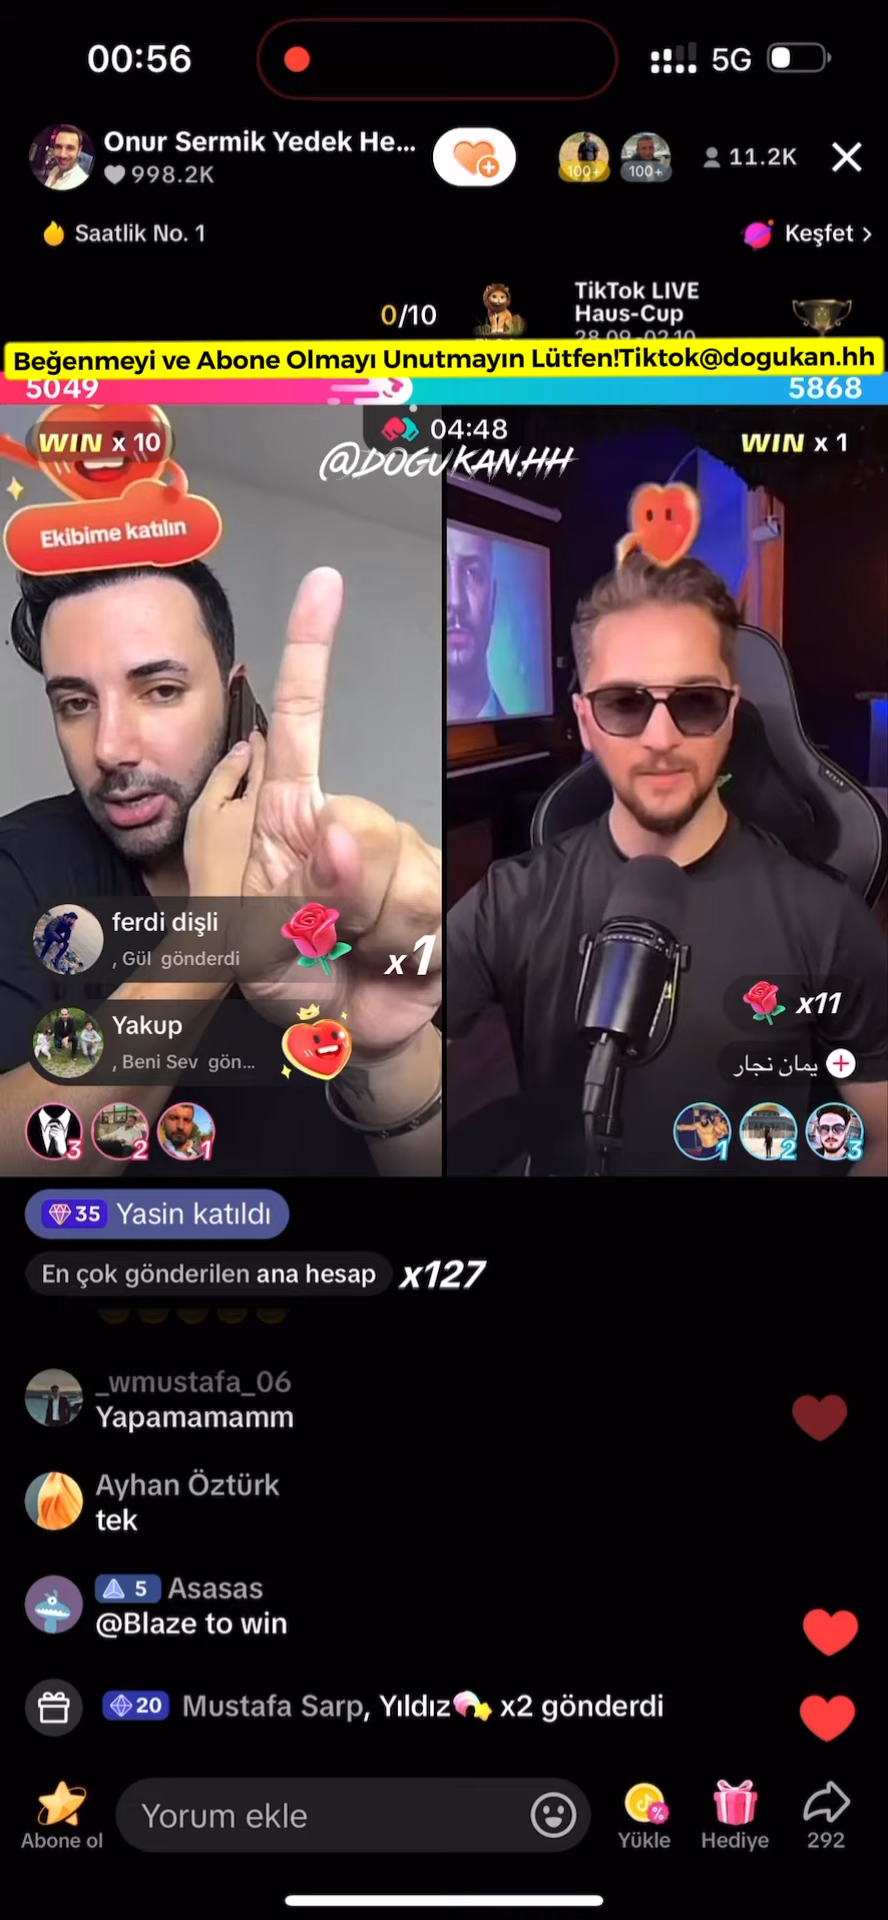 00:56
5G
Onur Sermik Yedek He...
998.2K
100+
100+
11.2K
Saatlik No. 1
Keşfet >
0/10
TikTok LIVE
Haus-Cup
28.09-02.10
Beğenmeyi ve Abone Olmayı Unutmayın Lütfen!Tiktok@dogukan.hh
5049
5868
WIN x 10
04:48
WIN x 1
@DOGUKAN.HH
Ekibime katılın
ferdi dişli
, Gül gönderdi
x1
Yakup
, Beni Sev gön...
x11
يمان نجار
3
2
1
1
2
3
35 Yasin katıldı
En çok gönderilen ana hesap x127
_wmustafa_06
Yapamamamm
Ayhan Öztürk
tek
5 Asasas
@Blaze to win
20 Mustafa Sarp, Yıldız x2 gönderdi
Abone ol
Yorum ekle
Yükle
Hediye
292